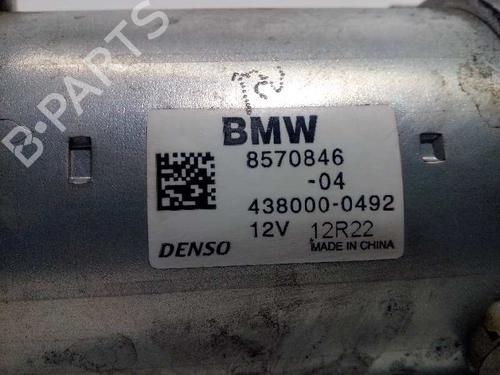 B-PARTS
BMW
8570846
-04
438000-0492
12V 12R22
DENSO MADE IN CHINA